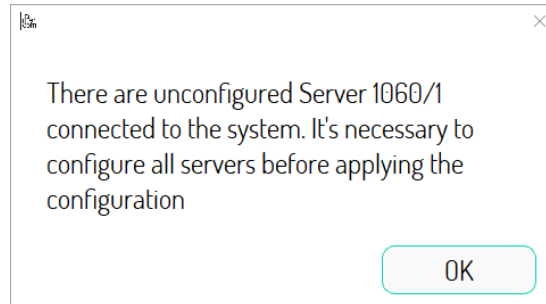 There are unconfigured Server 1060/1
connected to the system. It's necessary to
configure all servers before applying the
configuration
OK